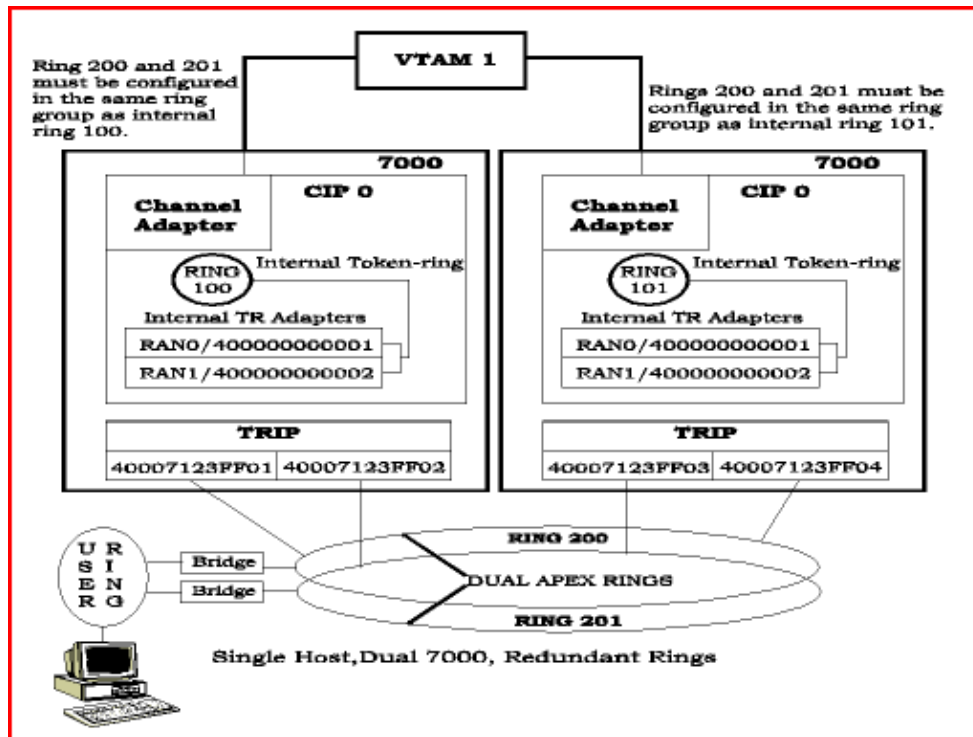 VTAM 1
Ring 200 and 201
must be configured
in the same ring
group as internal
ring 100.
Rings 200 and 201 must be
configured in the same ring
group as internal ring 101.
7000
CIP 0
Channel
Adapter
Internal Token-ring
RING
100
Internal TR Adapters
RAN0/400000000001
RAN1/400000000002
TRIP
40007123FF01
40007123FF02
7000
CIP 0
Channel
Adapter
Internal Token-ring
RING
101
Internal TR Adapters
RAN0/400000000001
RAN1/400000000002
TRIP
40007123FF03
40007123FF04
USER
RING
Bridge
Bridge
RING 200
DUAL APEX RINGS
RING 201
Single Host,Dual 7000, Redundant Rings